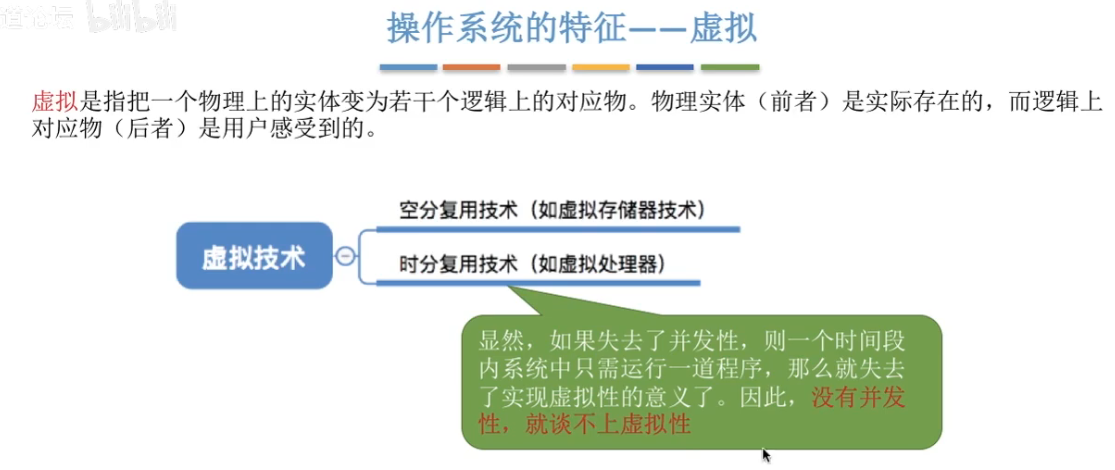 道论坛 bilibili
操作系统的特征——虚拟
虚拟是指把一个物理上的实体变为若干个逻辑上的对应物。物理实体（前者）是实际存在的，而逻辑上
对应物（后者）是用户感受到的。
空分复用技术（如虚拟存储器技术）
虚拟技术
时分复用技术（如虚拟处理器）
显然，如果失去了并发性，则一个时间段
内系统中只需运行一道程序，那么就失去
了实现虚拟性的意义了。因此，没有并发
性，就谈不上虚拟性